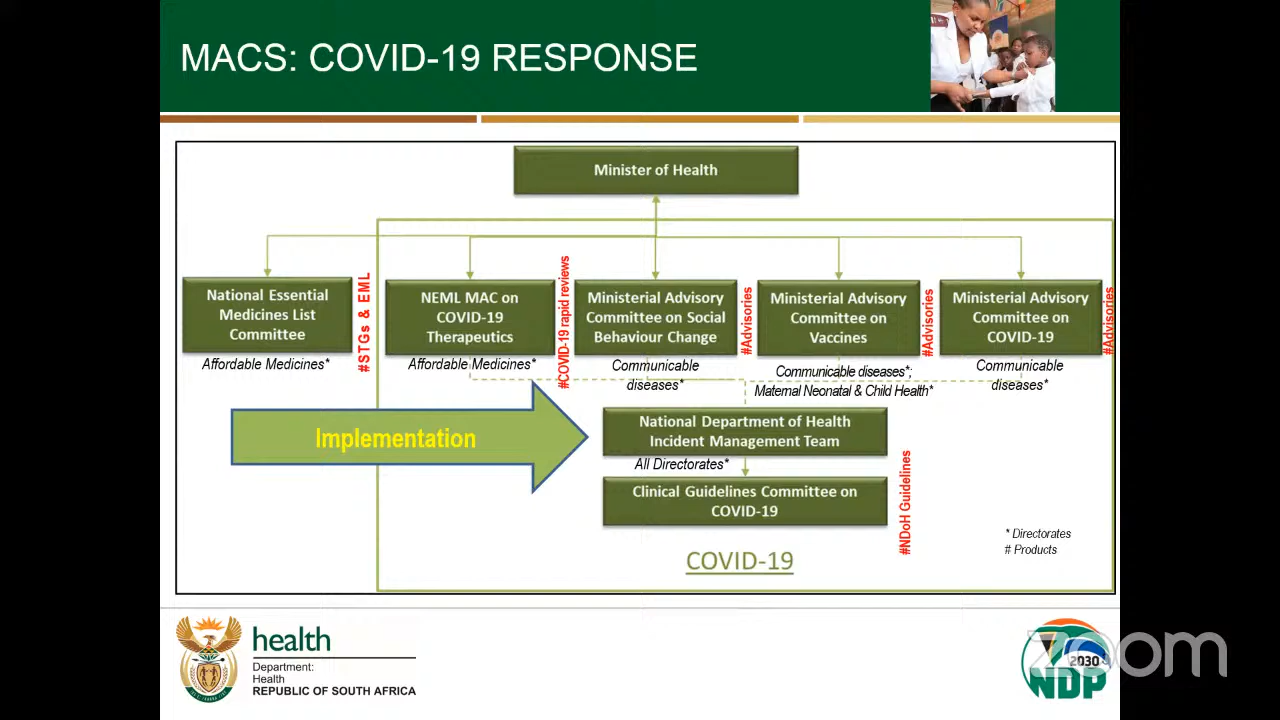 MACS: COVID-19 RESPONSE
Minister of Health
National Essential
Medicines List
Committee
Affordable Medicines*
#STGs & EML
NEML MAC on
COVID-19
Therapeutics
Affordable Medicines*
#COVID-19 rapid reviews
Ministerial Advisory
Committee on Social
Behaviour Change
Communicable
diseases*
#Advisories
Ministerial Advisory
Committee on
Vaccines
Communicable diseases*;
Maternal Neonatal & Child Health*
#Advisories
Ministerial Advisory
Committee on
COVID-19
Communicable
diseases*
#Advisories
Implementation
National Department of Health
Incident Management Team
All Directorates*
Clinical Guidelines Committee on
COVID-19
#NDoH Guidelines
* Directorates
# Products
COVID-19
health
Department:
Health
REPUBLIC OF SOUTH AFRICA
2030
NDP
zoom